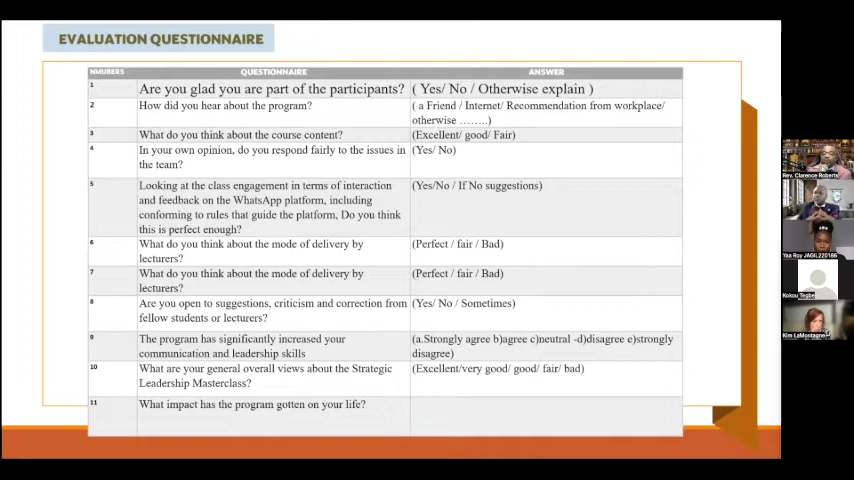 EVALUATION QUESTIONNAIRE
NMUBERS QUESTIONNAIRE ANSWER
1 Are you glad you are part of the participants? ( Yes/ No / Otherwise explain )
2 How did you hear about the program? ( a Friend / Internet/ Recommendation from workplace/
otherwise ……..)
3 What do you think about the course content? (Excellent/ good/ Fair)
4 In your own opinion, do you respond fairly to the issues in (Yes/ No)
the team?
5 Looking at the class engagement in terms of interaction (Yes/No / If No suggestions)
and feedback on the WhatsApp platform, including
conforming to rules that guide the platform, Do you think
this is perfect enough?
6 What do you think about the mode of delivery by (Perfect / fair / Bad)
lecturers?
7 What do you think about the mode of delivery by (Perfect / fair / Bad)
lecturers?
8 Are you open to suggestions, criticism and correction from (Yes/ No / Sometimes)
fellow students or lecturers?
9 The program has significantly increased your (a.Strongly agree b)agree c)neutral -d)disagree e)strongly
communication and leadership skills disagree)
10 What are your general overall views about the Strategic (Excellent/very good/ good/ fair/ bad)
Leadership Masterclass?
11 What impact has the program gotten on your life?
Rev. Clarence Roberts
Yaa Roy JAGIL220166
Kokou Tegbe
Kim LaMontagne